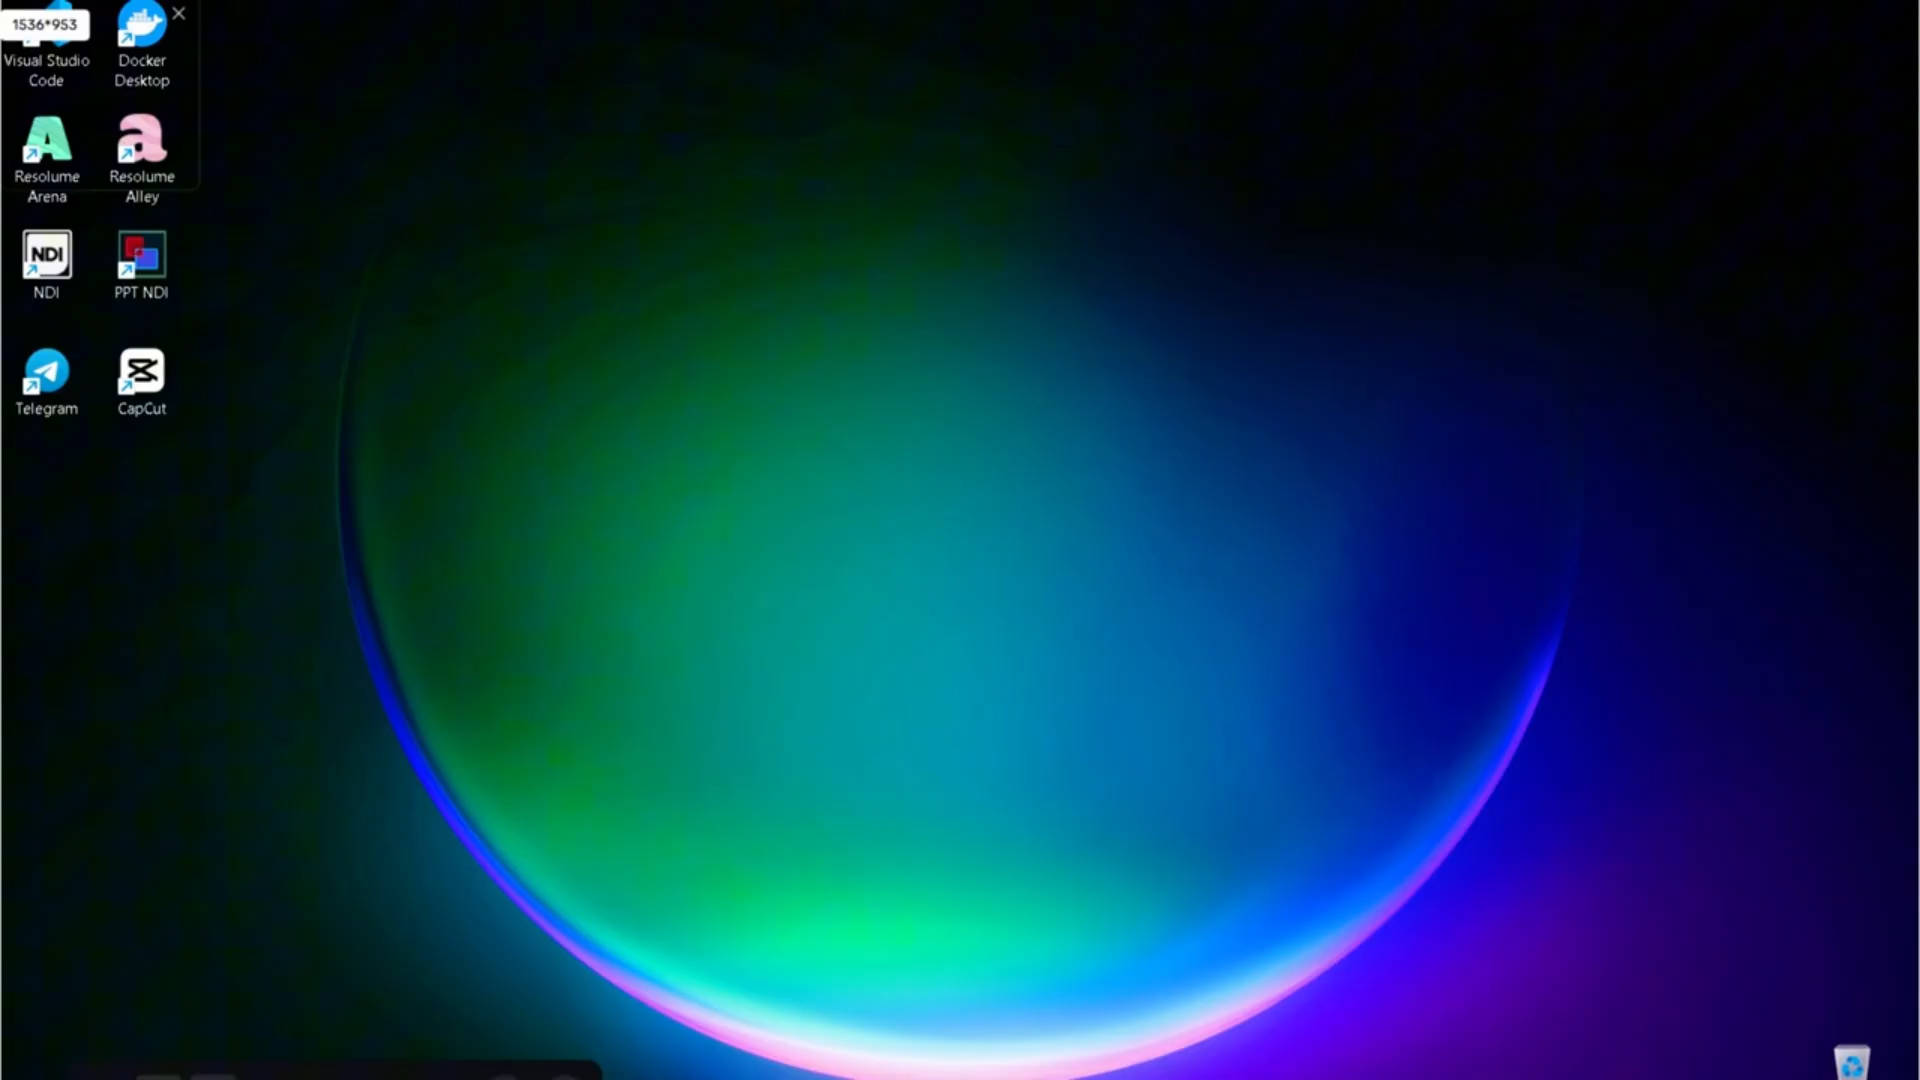 1536*953
Visual Studio
Code
Docker
Desktop
Resolume
Arena
Resolume
Alley
NDI
NDI
PPT NDI
Telegram
CapCut